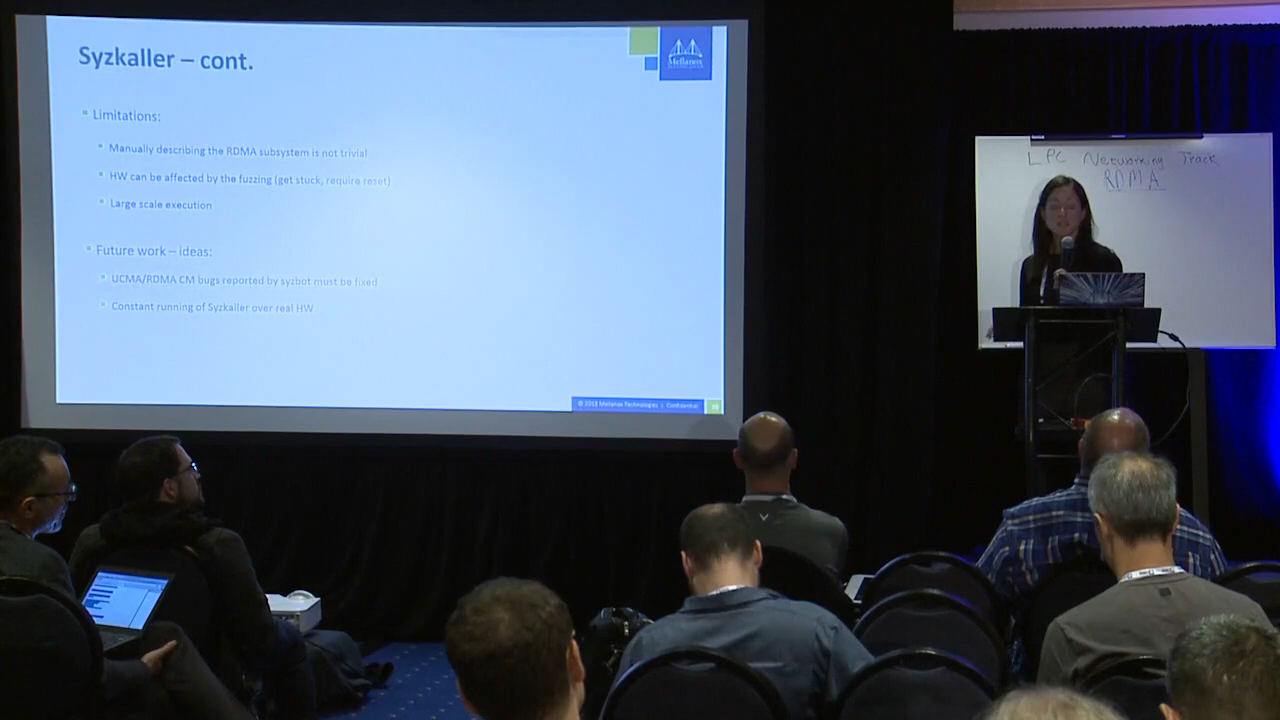 Syzkaller – cont.
Mellanox
Limitations:
Manually describing the RDMA subsystem is not trivial
HW can be affected by the fuzzing (get stuck, require reset)
Large scale execution
Future work – ideas:
UCMA/RDMA CM bugs reported by syzbot must be fixed
Constant running of Syzkaller over real HW
© 2018 Mellanox Technologies | Confidential
LPC Networking Track
RDMA